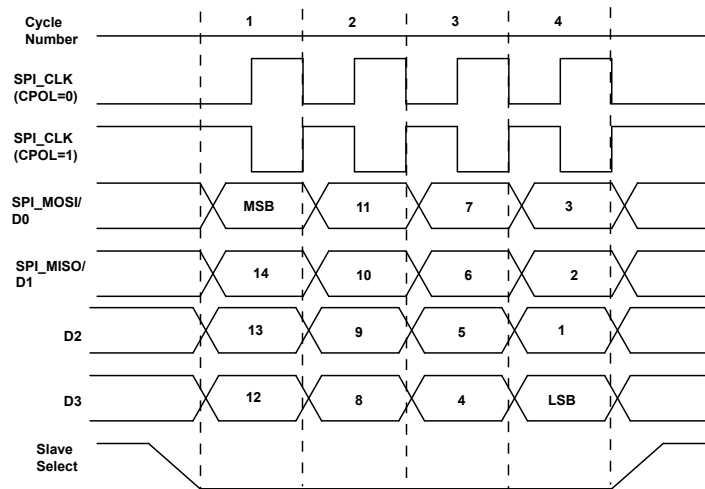 Cycle
Number
1 2 3 4
SPI_CLK
(CPOL=0)
SPI_CLK
(CPOL=1)
SPI_MOSI/
D0
MSB 11 7 3
SPI_MISO/
D1
14 10 6 2
D2
13 9 5 1
D3
12 8 4 LSB
Slave
Select